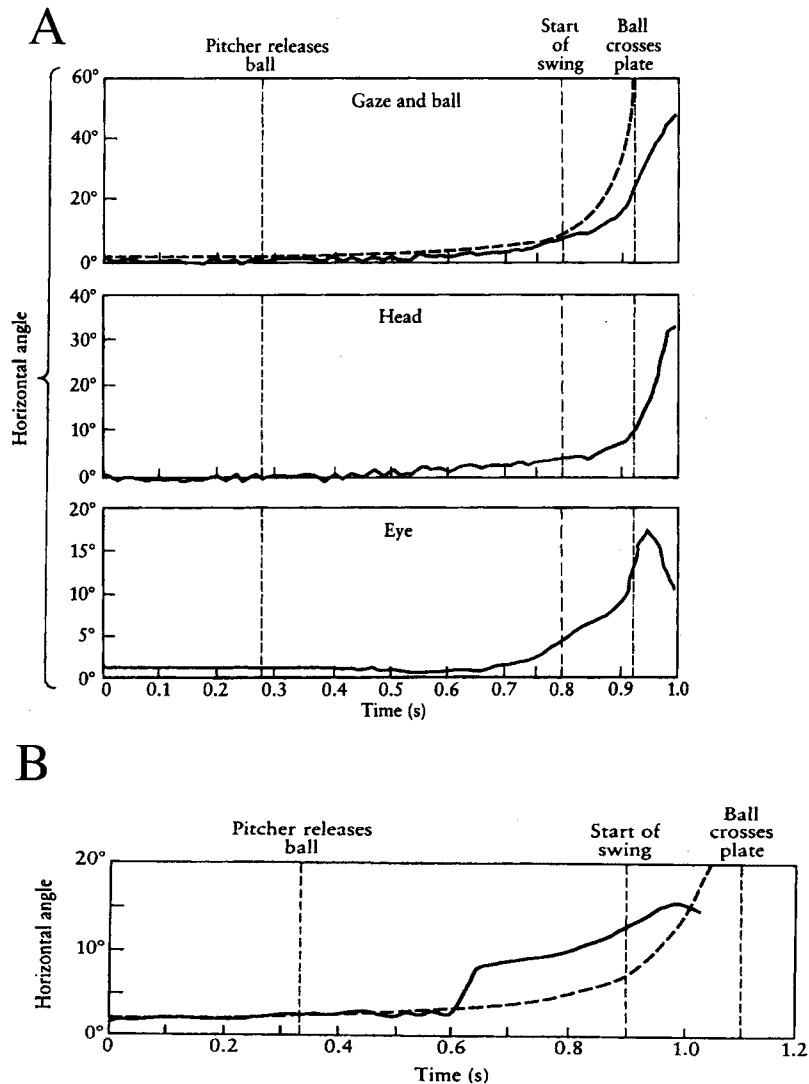 A
Pitcher releases
ball
Start
of
swing
Ball
crosses
plate
Horizontal angle
60°
40°
20°
0°
Gaze and ball
40°
30°
20°
10°
0°
Head
20°
15°
10°
5°
0°
Eye
0 0.1 0.2 0.3 0.4 0.5 0.6 0.7 0.8 0.9 1.0
Time (s)
B
Pitcher releases
ball
Start of
swing
Ball
crosses
plate
Horizontal angle
20°
10°
0°
0 0.2 0.4 0.6 0.8 1.0 1.2
Time (s)